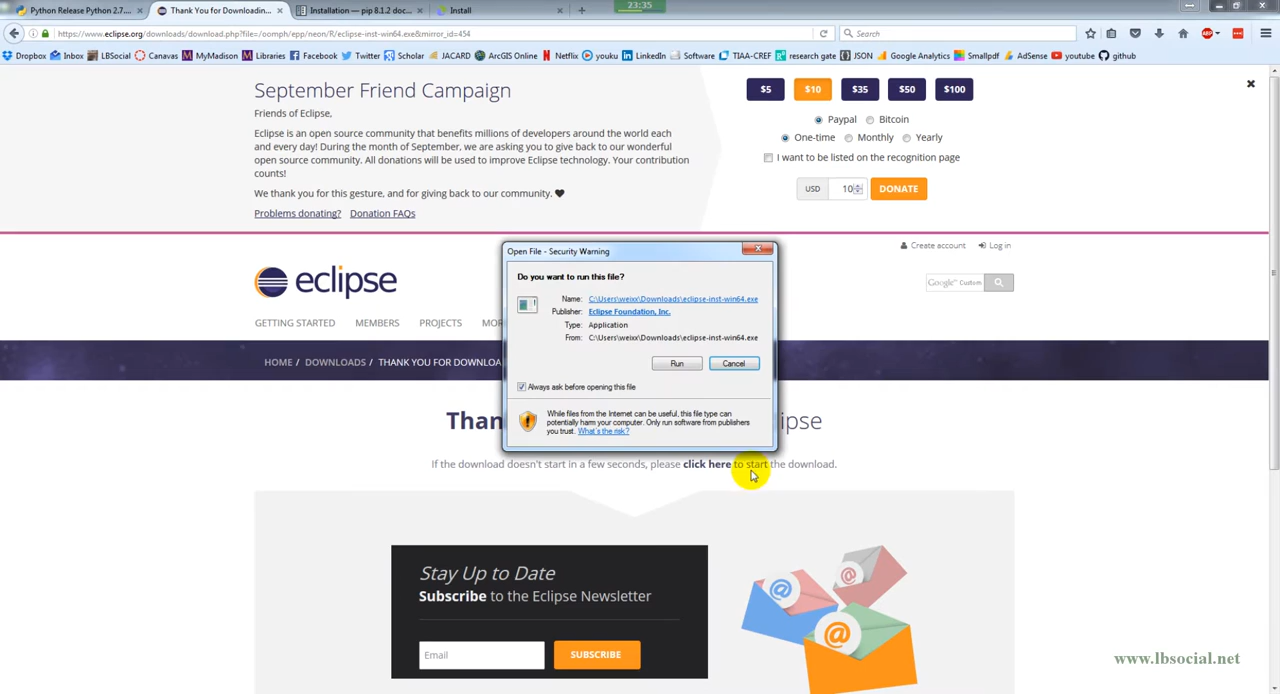 Python Release Python 2.7....
Thank You for Downloadin...
Installation — pip 8.1.2 doc...
Install
23:35
https://www.eclipse.org/downloads/download.php?file=/oomph/epp/neon/R/eclipse-inst-win64.exe&mirror_id=454
Search
Dropbox Inbox LBSocial Canavas MyMadison Libraries Facebook Twitter Scholar JACARD ArcGIS Online Netflix youku LinkedIn Software TIAA-CREF research gate JSON Google Analytics Smallpdf AdSense youtube github
September Friend Campaign
Friends of Eclipse,
Eclipse is an open source community that benefits millions of developers around the world each
and every day! During the month of September, we are asking you to give back to our wonderful
open source community. All donations will be used to improve Eclipse technology. Your contribution
counts!
We thank you for this gesture, and for giving back to our community.
Problems donating? Donation FAQs
$5 $10 $35 $50 $100
Paypal Bitcoin
One-time Monthly Yearly
I want to be listed on the recognition page
USD 10 DONATE
Create account Log in
eclipse
Google Custom
GETTING STARTED MEMBERS PROJECTS MOR
HOME / DOWNLOADS / THANK YOU FOR DOWNLOA
Open File - Security Warning
Do you want to run this file?
Name: C:\Users\weixx\Downloads\eclipse-inst-win64.exe
Publisher: Eclipse Foundation, Inc.
Type: Application
From: C:\Users\weixx\Downloads\eclipse-inst-win64.exe
Run Cancel
Always ask before opening this file
While files from the Internet can be useful, this file type can
potentially harm your computer. Only run software from publishers
you trust. What's the risk?
Than
ipse
If the download doesn't start in a few seconds, please click here to start the download.
Stay Up to Date
Subscribe to the Eclipse Newsletter
Email SUBSCRIBE
www.lbsocial.net